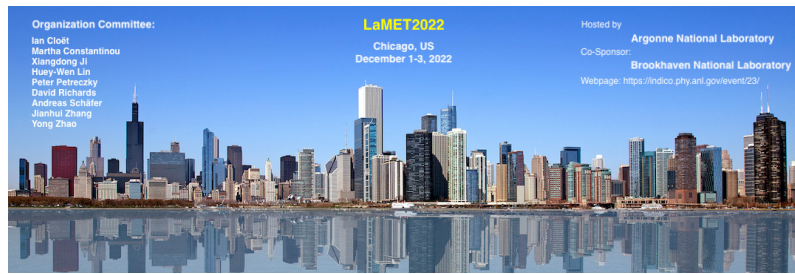 Organization Committee:
Ian Cloët
Martha Constantinou
Xiangdong Ji
Huey-Wen Lin
Peter Petreczky
David Richards
Andreas Schäfer
Jianhui Zhang
Yong Zhao
LaMET2022
Chicago, US
December 1-3, 2022
Hosted by
Argonne National Laboratory
Co-Sponsor:
Brookhaven National Laboratory
Webpage: https://indico.phy.anl.gov/event/23/